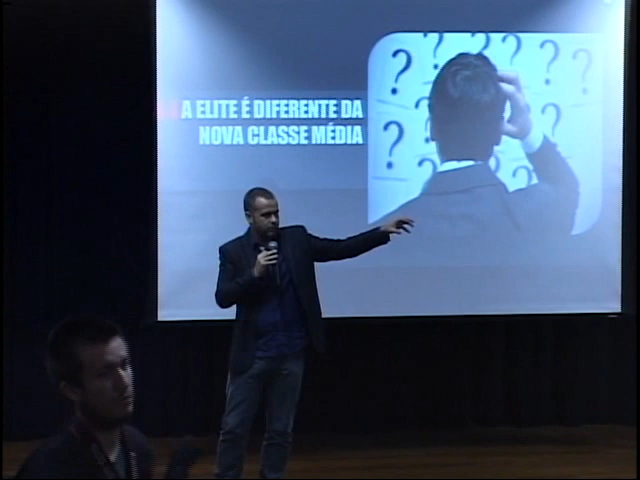 A ELITE É DIFERENTE DA
NOVA CLASSE MÉDIA
? ? ? ? ? ?
? ? ?
? ?